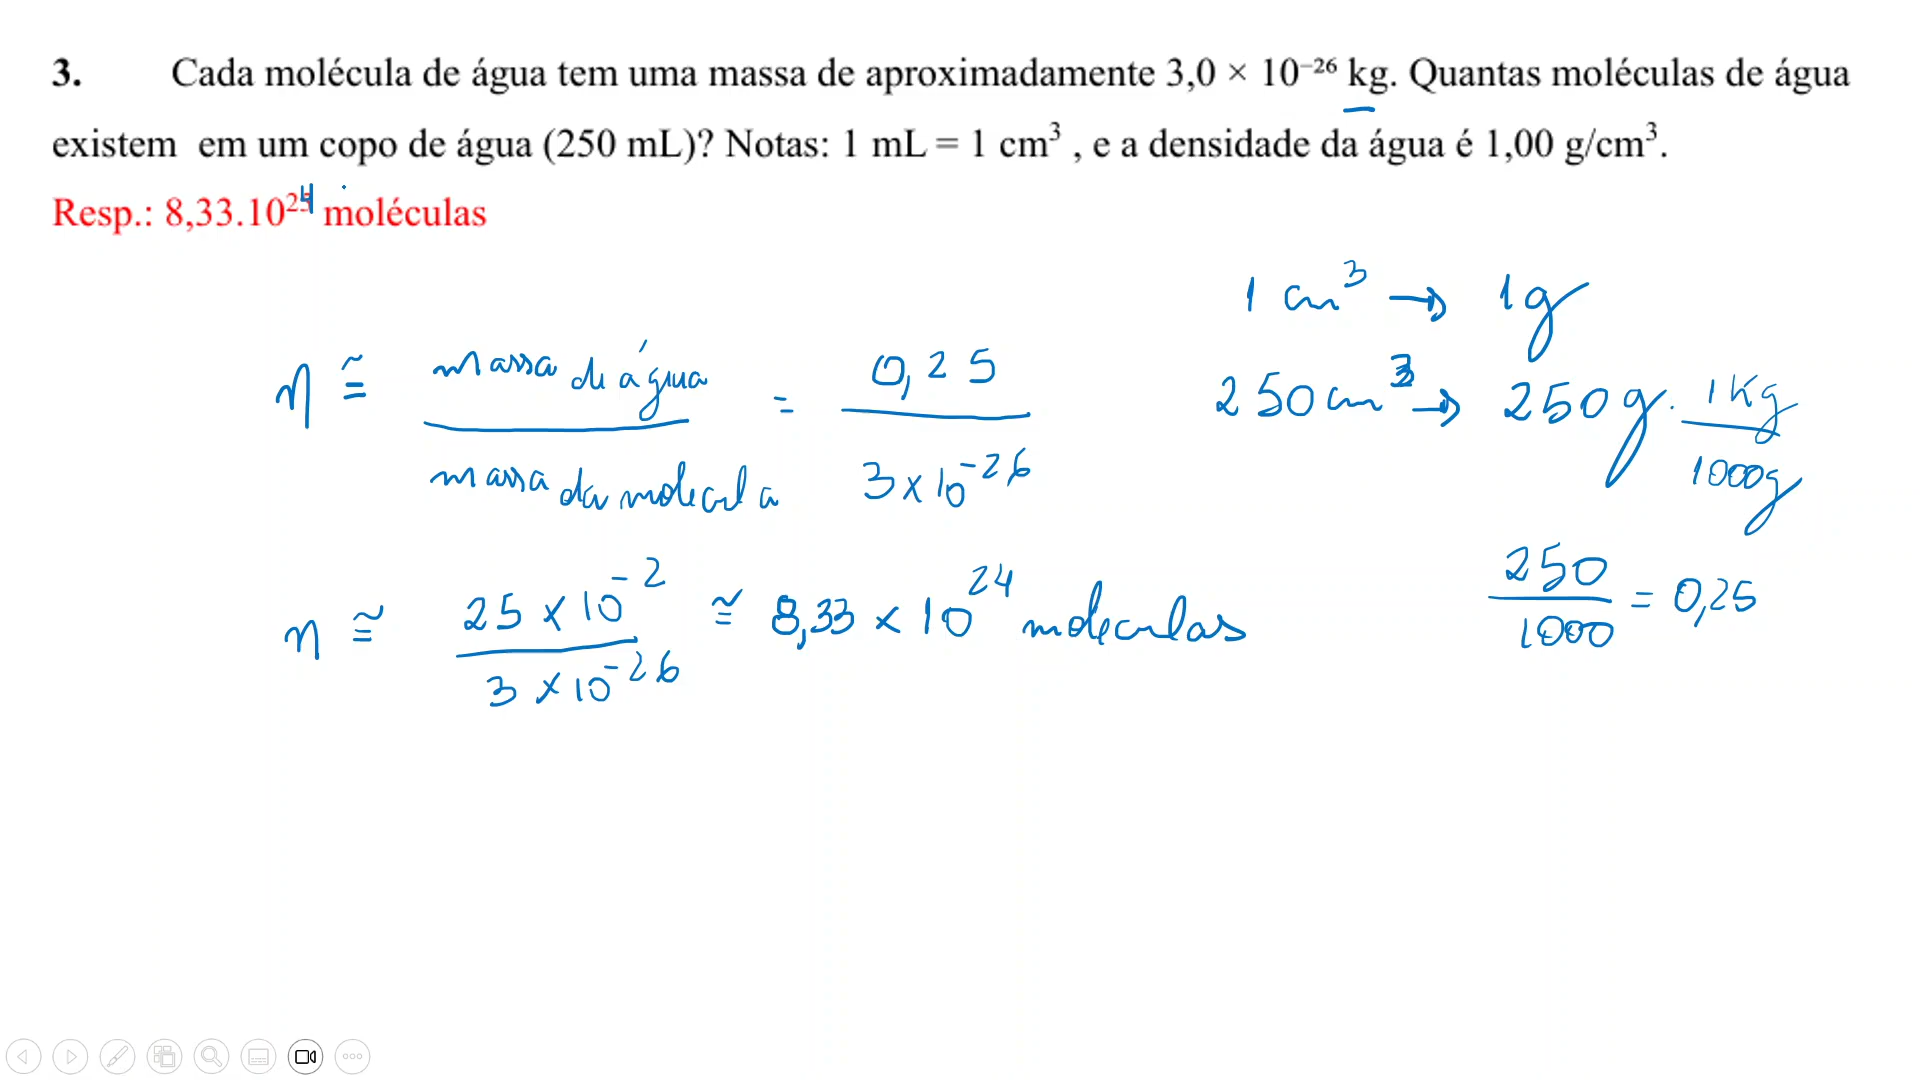 3. Cada molécula de água tem uma massa de aproximadamente 3,0 × 10⁻²⁶ kg. Quantas moléculas de água
existem em um copo de água (250 mL)? Notas: 1 mL = 1 cm³ , e a densidade da água é 1,00 g/cm³.
Resp.: 8,33.10²⁴ moléculas
1 cm³ → 1g
n ≅ massa de água / massa da molecula = 0,25 / 3 x 10⁻²⁶
250 cm³ → 250g . 1Kg / 1000g
n ≅ 25 x 10⁻² / 3 x 10⁻²⁶ ≅ 8,33 x 10²⁴ moleculas
250 / 1000 = 0,25